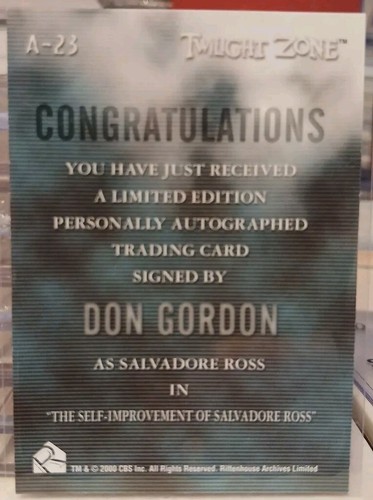 A-23 TWILIGHT ZONE™
CONGRATULATIONS
YOU HAVE JUST RECEIVED
A LIMITED EDITION
PERSONALLY AUTOGRAPHED
TRADING CARD
SIGNED BY
DON GORDON
AS SALVADORE ROSS
IN
"THE SELF-IMPROVEMENT OF SALVADORE ROSS"
TM & © 2000 CBS Inc. All Rights Reserved. Rittenhouse Archives Limited